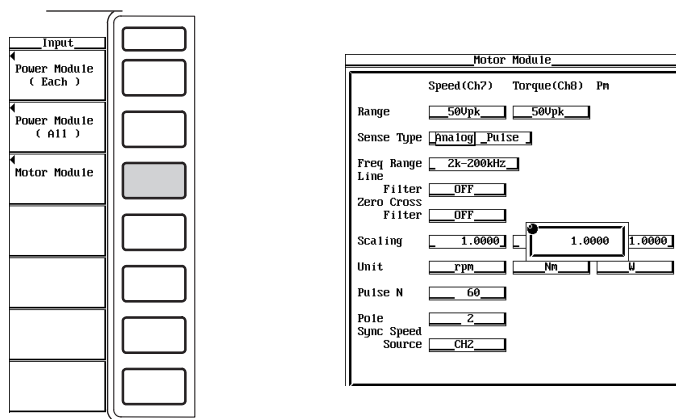 Input
Power Module
( Each )
Power Module
( All )
Motor Module
Motor Module
Speed(Ch7) Torque(Ch8) Pm
Range 50Vpk 50Vpk
Sense Type Analog Pulse
Freq Range 2k-200kHz
Line
Filter OFF
Zero Cross
Filter OFF
Scaling 1.0000 1.0000 1.0000
Unit rpm Nm W
Pulse N 60
Pole 2
Sync Speed
Source CH2